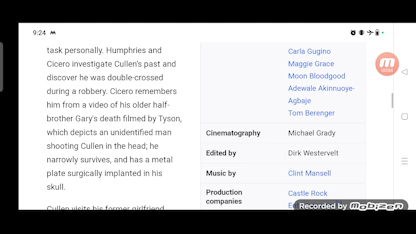 9:24
task personally. Humphries and
Cicero investigate Cullen's past and
discover he was double-crossed
during a robbery. Cicero remembers
him from a video of his older half-
brother Gary's death filmed by Tyson,
which depicts an unidentified man
shooting Cullen in the head; he
narrowly survives, and has a metal
plate surgically implanted in his
skull.
Cullen visits his former girlfriend
Carla Gugino
Maggie Grace
Moon Bloodgood
Adewale Akinnuoye-
Agbaje
Tom Berenger
Cinematography Michael Grady
Edited by Dirk Westervelt
Music by Clint Mansell
Production
companies
Castle Rock
Recorded by MOBIZEN